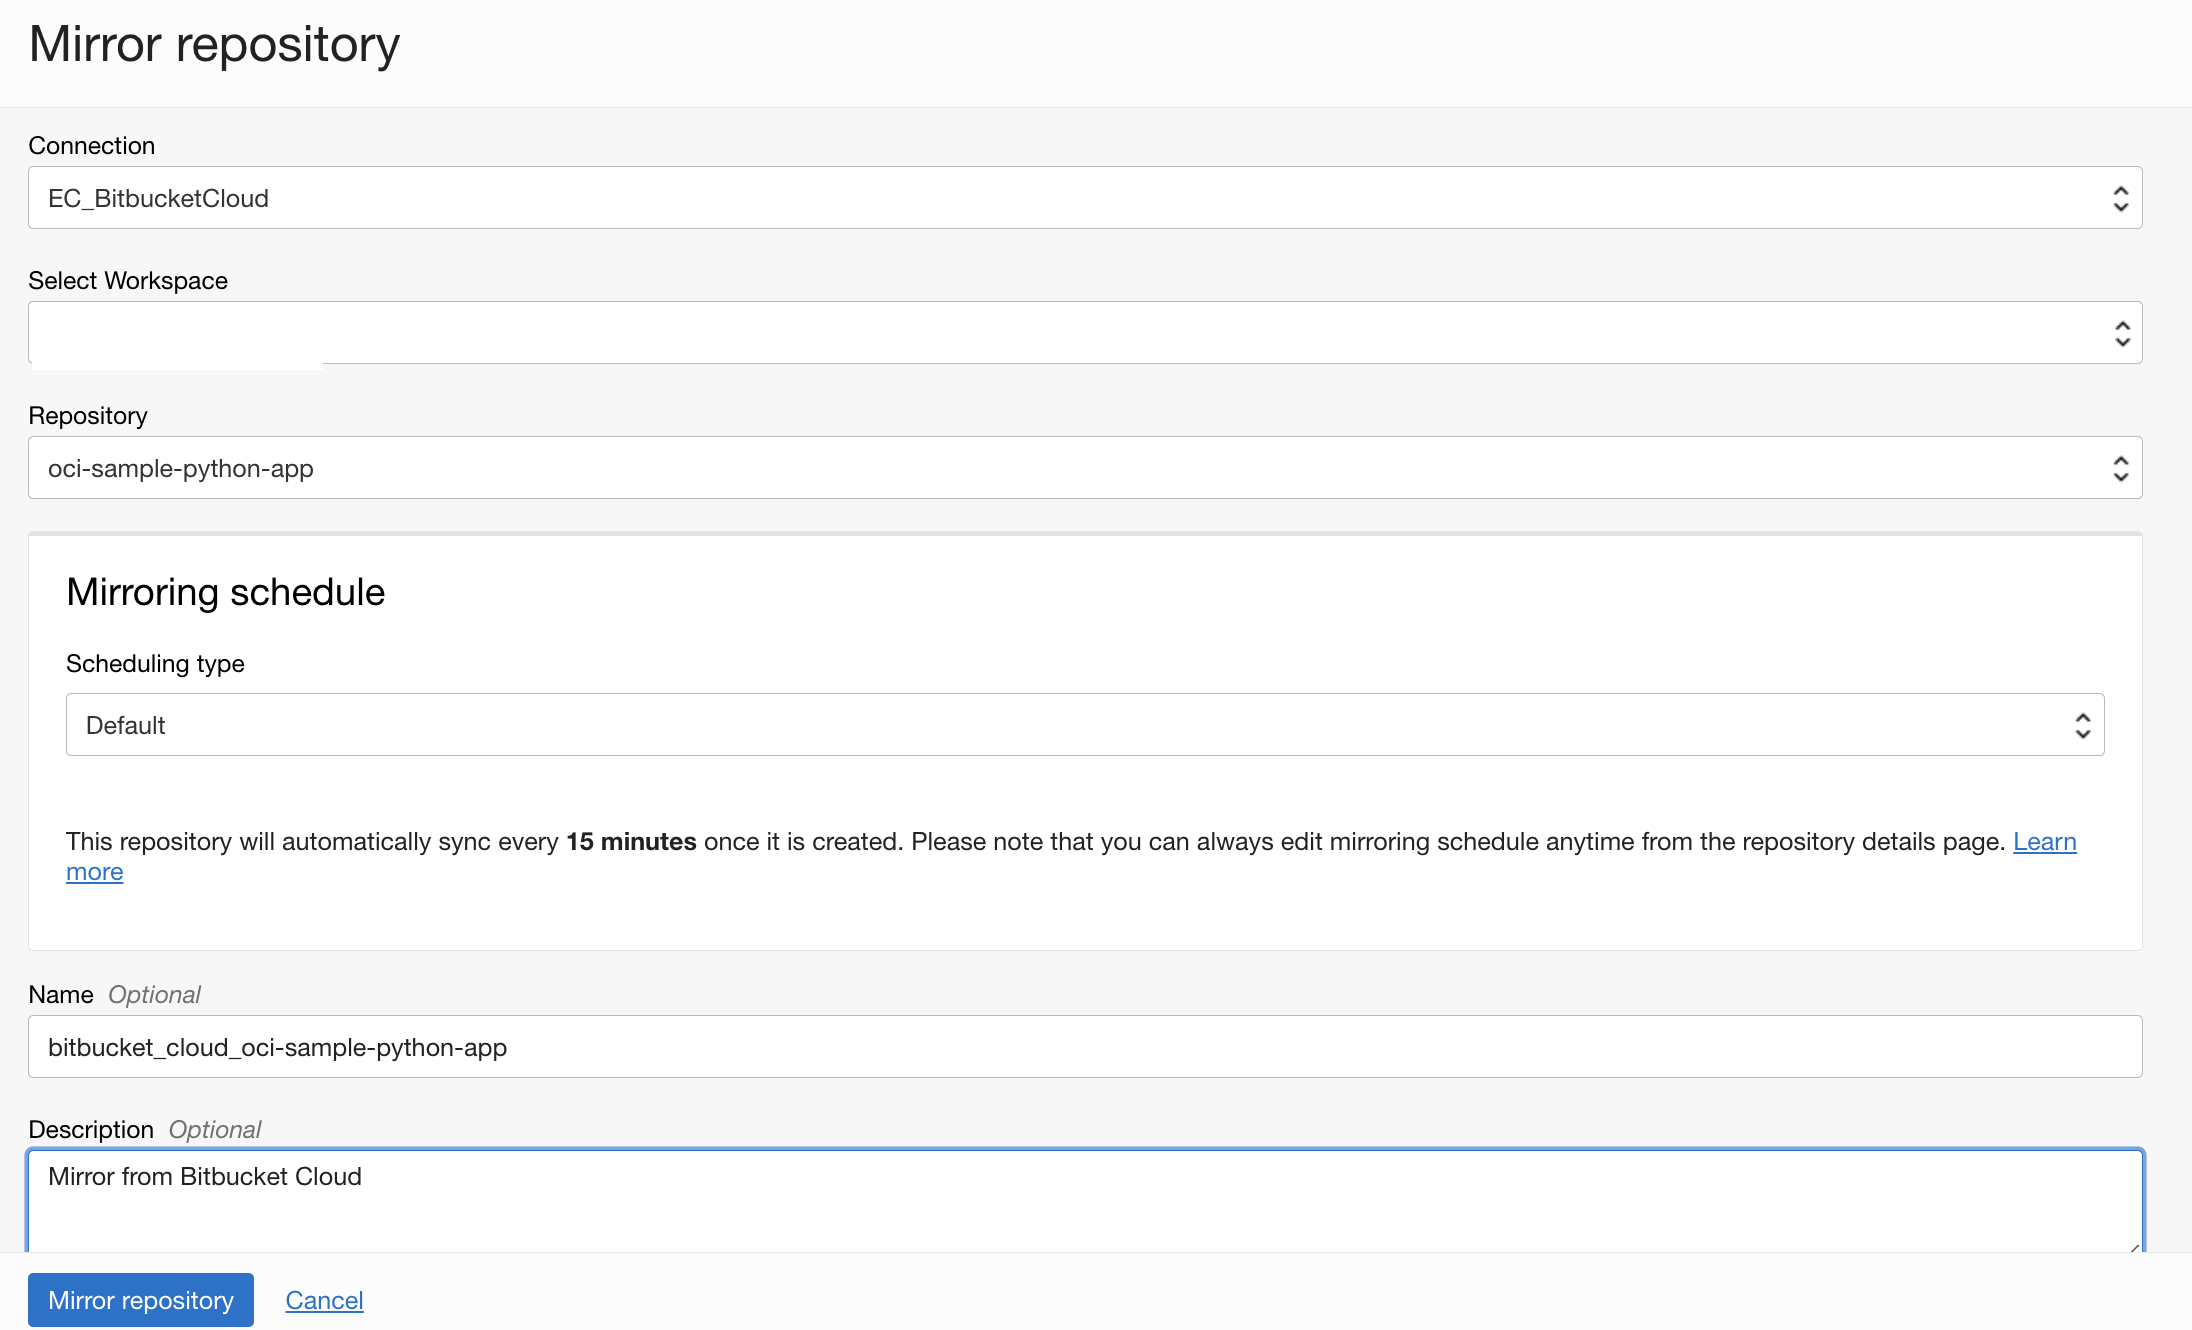 Mirror repository
Connection
EC_BitbucketCloud
Select Workspace
Repository
oci-sample-python-app
Mirroring schedule
Scheduling type
Default
This repository will automatically sync every 15 minutes once it is created. Please note that you can always edit mirroring schedule anytime from the repository details page. Learn
more
Name Optional
bitbucket_cloud_oci-sample-python-app
Description Optional
Mirror from Bitbucket Cloud
Mirror repository Cancel